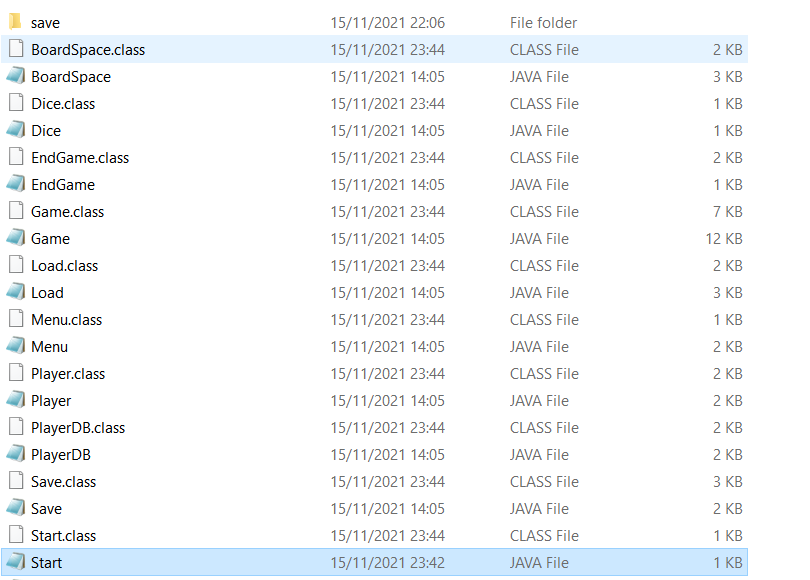 save 15/11/2021 22:06 File folder
BoardSpace.class 15/11/2021 23:44 CLASS File 2 KB
BoardSpace 15/11/2021 14:05 JAVA File 3 KB
Dice.class 15/11/2021 23:44 CLASS File 1 KB
Dice 15/11/2021 14:05 JAVA File 1 KB
EndGame.class 15/11/2021 23:44 CLASS File 2 KB
EndGame 15/11/2021 14:05 JAVA File 1 KB
Game.class 15/11/2021 23:44 CLASS File 7 KB
Game 15/11/2021 14:05 JAVA File 12 KB
Load.class 15/11/2021 23:44 CLASS File 2 KB
Load 15/11/2021 14:05 JAVA File 3 KB
Menu.class 15/11/2021 23:44 CLASS File 1 KB
Menu 15/11/2021 14:05 JAVA File 2 KB
Player.class 15/11/2021 23:44 CLASS File 2 KB
Player 15/11/2021 14:05 JAVA File 2 KB
PlayerDB.class 15/11/2021 23:44 CLASS File 2 KB
PlayerDB 15/11/2021 14:05 JAVA File 2 KB
Save.class 15/11/2021 23:44 CLASS File 3 KB
Save 15/11/2021 14:05 JAVA File 2 KB
Start.class 15/11/2021 23:44 CLASS File 1 KB
Start 15/11/2021 23:42 JAVA File 1 KB